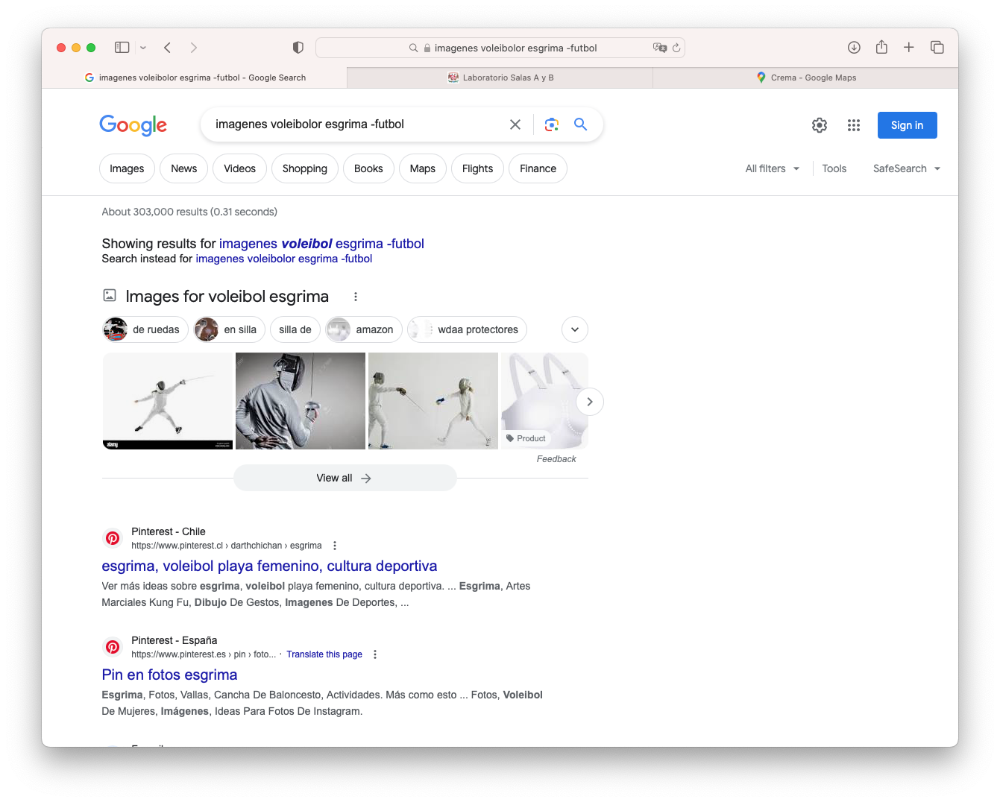 imagenes voleibolor esgrima -futbol
imagenes voleibolor esgrima -futbol - Google Search
Laboratorio Salas A y B
Crema - Google Maps
Google
imagenes voleibolor esgrima -futbol
Sign in
Images
News
Videos
Shopping
Books
Maps
Flights
Finance
All filters
Tools
SafeSearch
About 303,000 results (0.31 seconds)
Showing results for imagenes voleibol esgrima -futbol
Search instead for imagenes voleibolor esgrima -futbol
Images for voleibol esgrima
de ruedas
en silla
silla de
amazon
wdaa protectores
alamy
Product
Feedback
View all
Pinterest - Chile
https://www.pinterest.cl › darthchichan › esgrima
esgrima, voleibol playa femenino, cultura deportiva
Ver más ideas sobre esgrima, voleibol playa femenino, cultura deportiva. ... Esgrima, Artes
Marciales Kung Fu, Dibujo De Gestos, Imagenes De Deportes, ...
Pinterest - España
https://www.pinterest.es › pin › foto... · Translate this page
Pin en fotos esgrima
Esgrima, Fotos, Vallas, Cancha De Baloncesto, Actividades. Más como esto ... Fotos, Voleibol
De Mujeres, Imágenes, Ideas Para Fotos De Instagram.